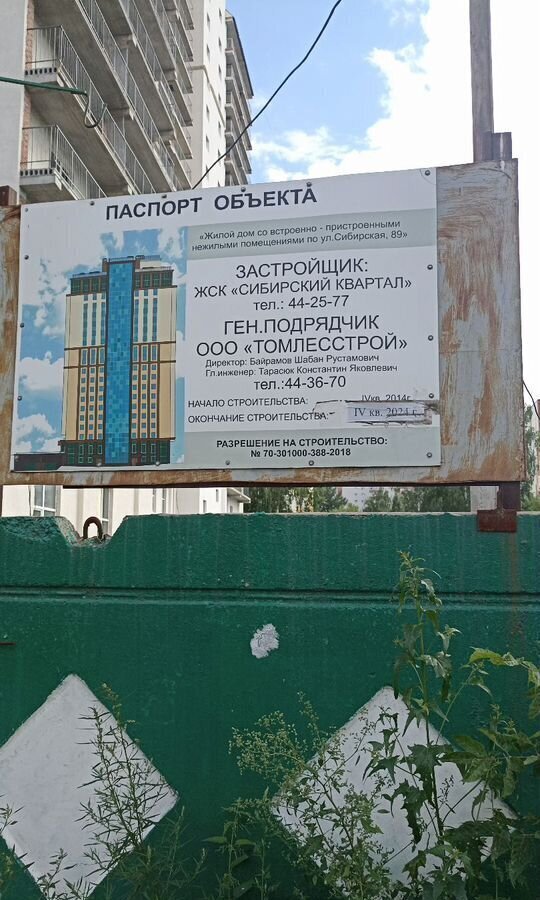 ПАСПОРТ ОБЪЕКТА
«Жилой дом со встроенно - пристроенными
нежилыми помещениями по ул.Сибирская, 89»
ЗАСТРОЙЩИК:
ЖСК «СИБИРСКИЙ КВАРТАЛ»
тел.: 44-25-77
ГЕН.ПОДРЯДЧИК
ООО «ТОМЛЕССТРОЙ»
Директор: Байрамов Шабан Рустамович
Гл.инженер: Тарасюк Константин Яковлевич
тел.:44-36-70
НАЧАЛО СТРОИТЕЛЬСТВА: IVкв. 2014г.
ОКОНЧАНИЕ СТРОИТЕЛЬСТВА: IV кв. 2024 г.
РАЗРЕШЕНИЕ НА СТРОИТЕЛЬСТВО:
№ 70-301000-388-2018